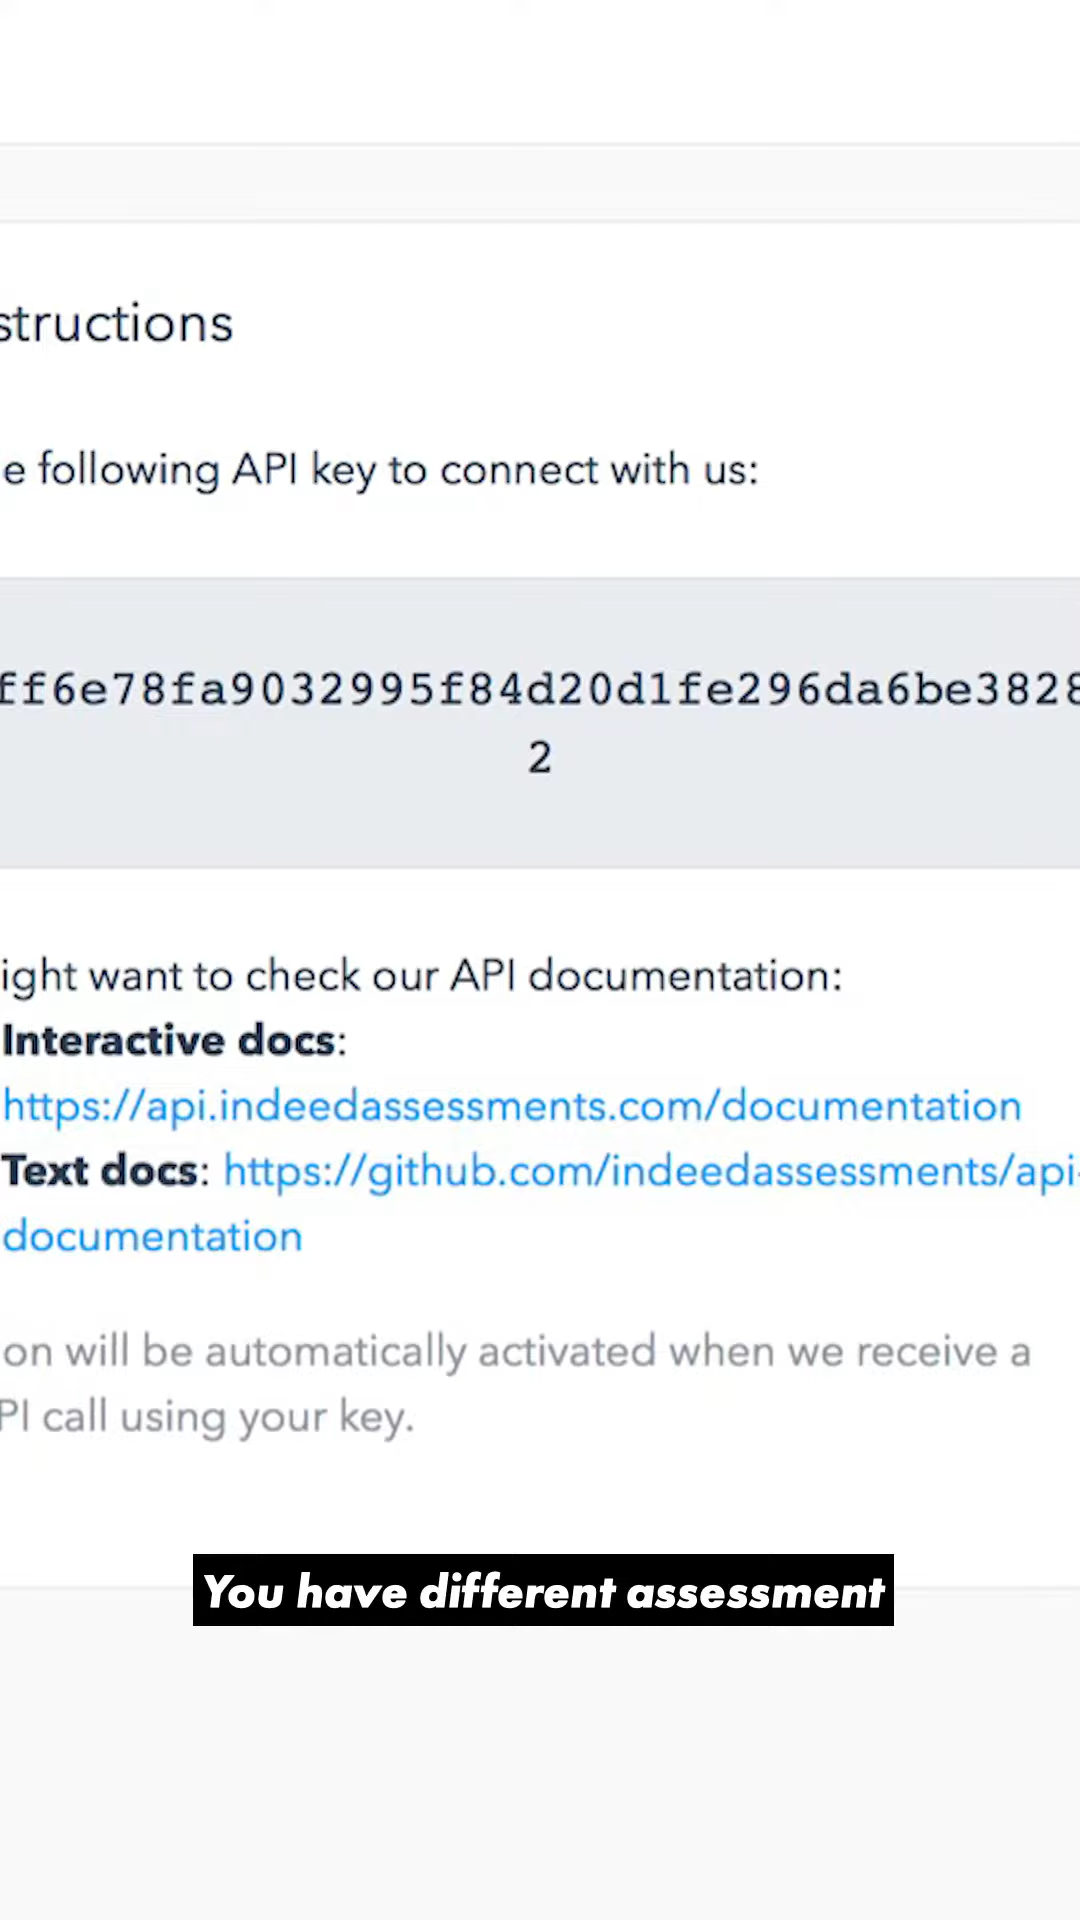 structions
e following API key to connect with us:
ff6e78fa9032995f84d20d1fe296da6be3828
2
ight want to check our API documentation:
Interactive docs:
https://api.indeedassessments.com/documentation
Text docs: https://github.com/indeedassessments/api-
documentation
on will be automatically activated when we receive a
PI call using your key.
You have different assessment